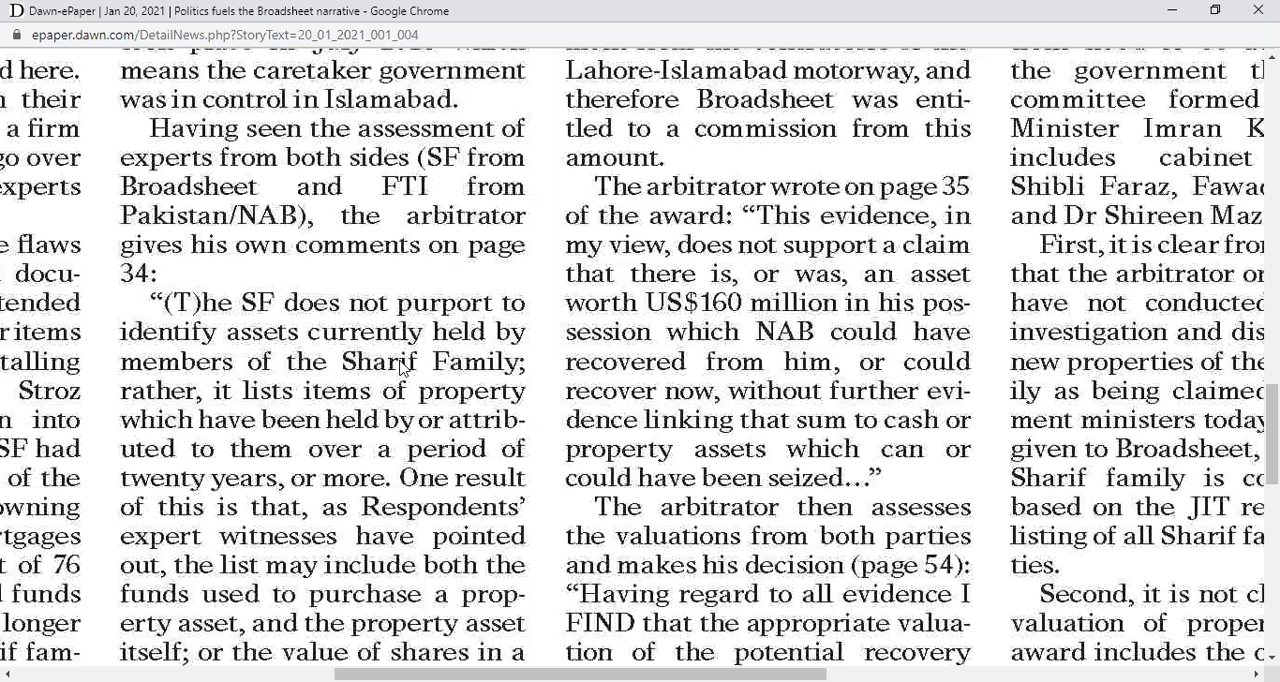 Dawn-ePaper | Jan 20, 2021 | Politics fuels the Broadsheet narrative - Google Chrome
epaper.dawn.com/DetailNews.php?StoryText=20_01_2021_001_004
d here.
their
a firm
go over
experts
e flaws
docu-
tended
r items
talling
Stroz
n into
SF had
of the
owning
rtgages
t of 76
funds
longer
if fam-
means the caretaker government
was in control in Islamabad.
Having seen the assessment of
experts from both sides (SF from
Broadsheet and FTI from
Pakistan/NAB), the arbitrator
gives his own comments on page
34:
“(T)he SF does not purport to
identify assets currently held by
members of the Sharif Family;
rather, it lists items of property
which have been held by or attrib-
uted to them over a period of
twenty years, or more. One result
of this is that, as Respondents’
expert witnesses have pointed
out, the list may include both the
funds used to purchase a prop-
erty asset, and the property asset
itself; or the value of shares in a
Lahore-Islamabad motorway, and
therefore Broadsheet was enti-
tled to a commission from this
amount.
The arbitrator wrote on page 35
of the award: “This evidence, in
my view, does not support a claim
that there is, or was, an asset
worth US$160 million in his pos-
session which NAB could have
recovered from him, or could
recover now, without further evi-
dence linking that sum to cash or
property assets which can or
could have been seized...”
The arbitrator then assesses
the valuations from both parties
and makes his decision (page 54):
“Having regard to all evidence I
FIND that the appropriate valua-
tion of the potential recovery
the government
committee formed
Minister Imran K
includes cabinet
Shibli Faraz, Fawa
and Dr Shireen Maz
First, it is clear fro
that the arbitrator or
have not conducted
investigation and dis
new properties of the
ily as being claimed
ment ministers today
given to Broadsheet,
Sharif family is co
based on the JIT re
listing of all Sharif fa
ties.
Second, it is not cl
valuation of proper
award includes the c